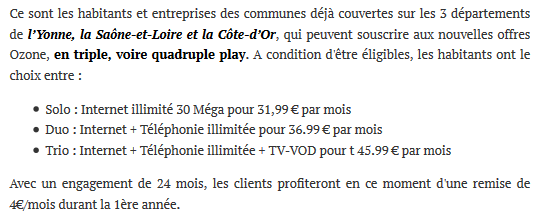 Ce sont les habitants et entreprises des communes déjà couvertes sur les 3 départements
de l'Yonne, la Saône-et-Loire et la Côte-d'Or, qui peuvent souscrire aux nouvelles offres
Ozone, en triple, voire quadruple play. A condition d'être éligibles, les habitants ont le
choix entre :
• Solo : Internet illimité 30 Méga pour 31,99 € par mois
• Duo : Internet + Téléphonie illimitée pour 36.99 € par mois
• Trio : Internet + Téléphonie illimitée + TV-VOD pour t 45.99 € par mois
Avec un engagement de 24 mois, les clients profiteront en ce moment d'une remise de
4€/mois durant la 1ère année.